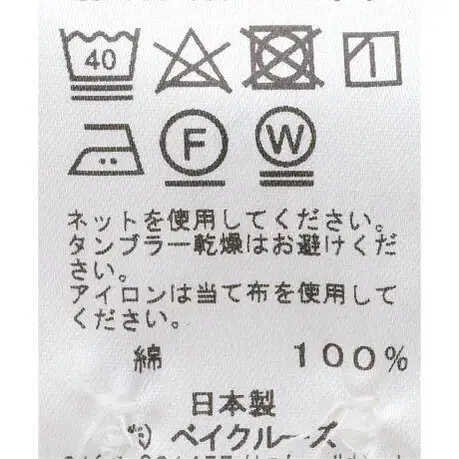 40
F W
ネットを使用してください。
タンブラー乾燥はお避けくだ
さい。
アイロンは当て布を使用して
ください。
綿 100%
日本製
ベイクルーズ